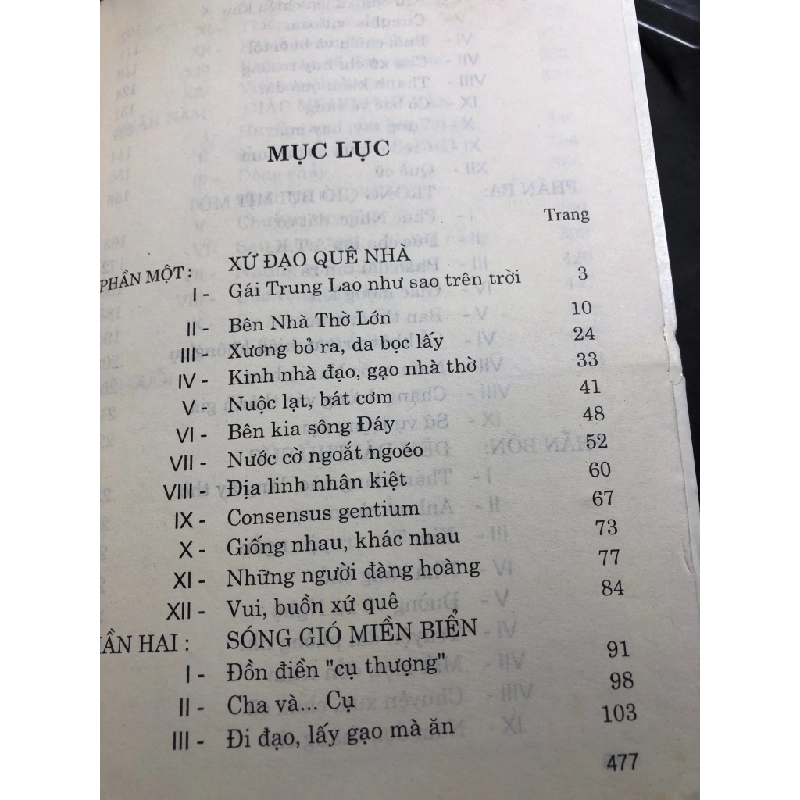 MỤC LỤC
Trang
PHẦN MỘT: XỨ ĐẠO QUÊ NHÀ
I - Gái Trung Lao như sao trên trời 3
II - Bên Nhà Thờ Lớn 10
III - Xương bỏ ra, da bọc lấy 24
IV - Kinh nhà đạo, gạo nhà thờ 33
V - Nuộc lạt, bát cơm 41
VI - Bên kia sông Đáy 48
VII - Nước cờ ngoắt ngoéo 52
VIII - Địa linh nhân kiệt 60
IX - Consensus gentium 67
X - Giống nhau, khác nhau 73
XI - Những người đàng hoàng 77
XII - Vui, buồn xứ quê 84
HẦN HAI: SÓNG GIÓ MIỀN BIỂN
I - Đồn điền "cụ thượng" 91
II - Cha và... Cụ 98
III - Đi đạo, lấy gạo mà ăn 103
477